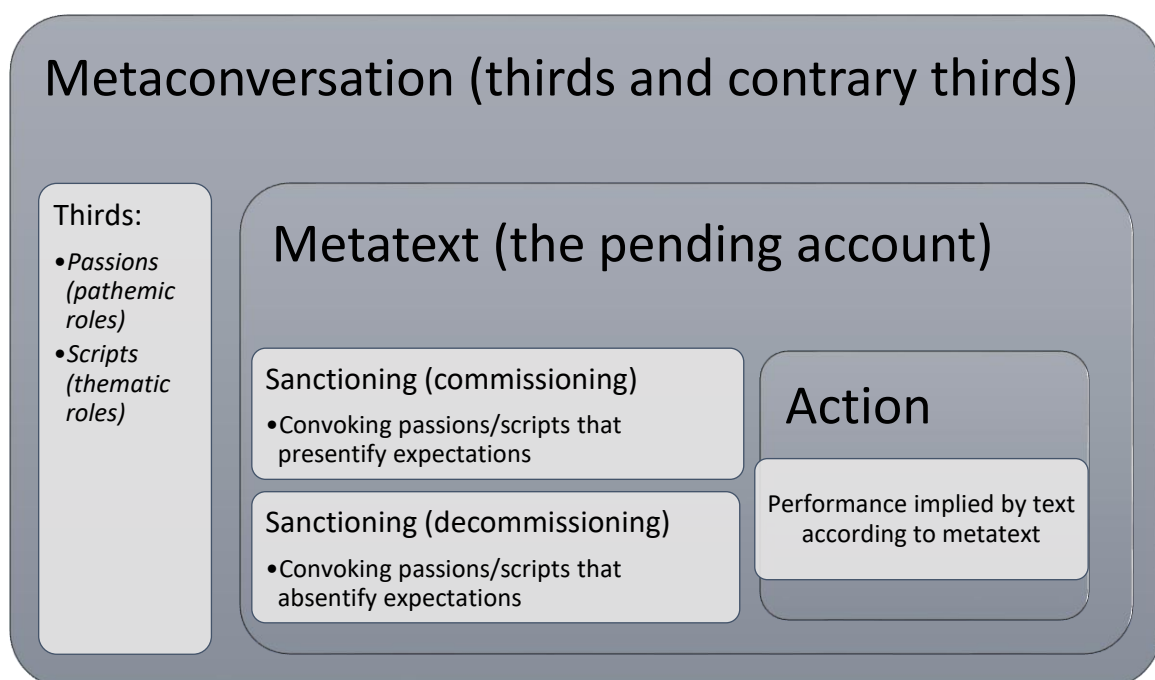 Metaconversation (thirds and contrary thirds)
Thirds:
•Passions
(pathemic
roles)
•Scripts
(thematic
roles)
Metatext (the pending account)
Sanctioning (commissioning)
•Convoking passions/scripts that
presentify expectations
Sanctioning (decommissioning)
•Convoking passions/scripts that
absentify expectations
Action
Performance implied by text
according to metatext